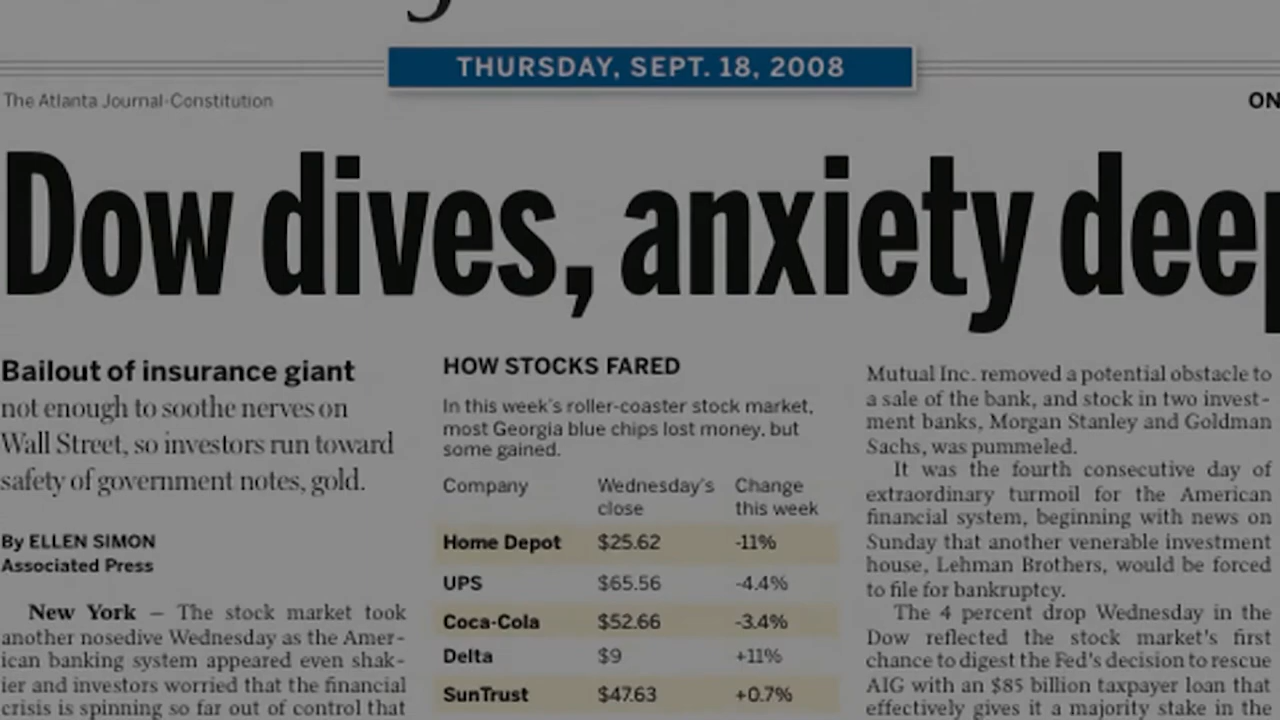 THURSDAY, SEPT. 18, 2008
The Atlanta Journal-Constitution
ON
Dow dives, anxiety deep
Bailout of insurance giant
not enough to soothe nerves on
Wall Street, so investors run toward
safety of government notes, gold.
By ELLEN SIMON
Associated Press
New York – The stock market took
another nosedive Wednesday as the Amer-
ican banking system appeared even shak-
ier and investors worried that the financial
crisis is spinning so far out of control that
HOW STOCKS FARED
In this week's roller-coaster stock market,
most Georgia blue chips lost money, but
some gained.
Company Wednesday's close Change this week
Home Depot $25.62 -11%
UPS $65.56 -4.4%
Coca-Cola $52.66 -3.4%
Delta $9 +11%
SunTrust $47.63 +0.7%
Mutual Inc. removed a potential obstacle to
a sale of the bank, and stock in two invest-
ment banks, Morgan Stanley and Goldman
Sachs, was pummeled.
It was the fourth consecutive day of
extraordinary turmoil for the American
financial system, beginning with news on
Sunday that another venerable investment
house, Lehman Brothers, would be forced
to file for bankruptcy.
The 4 percent drop Wednesday in the
Dow reflected the stock market's first
chance to digest the Fed's decision to rescue
AIG with an $85 billion taxpayer loan that
effectively gives it a majority stake in the